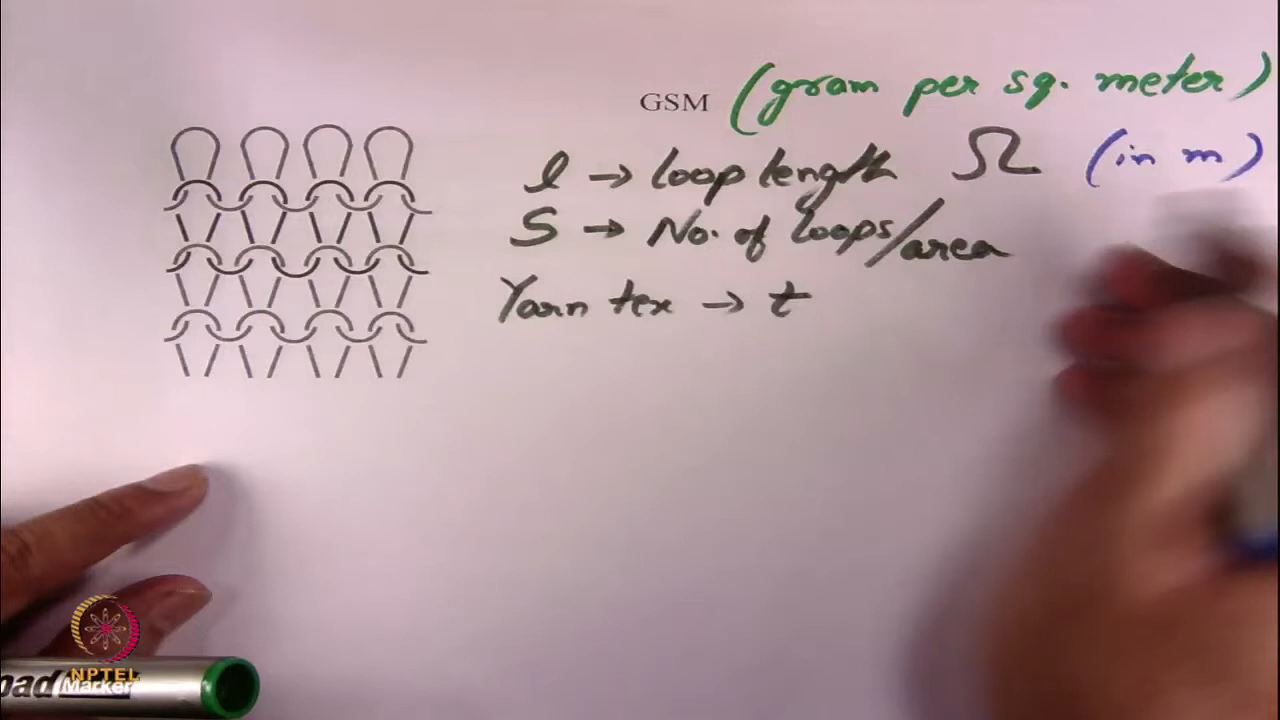 GSM (gram per sq. meter)
l → loop length Ω (in m)
S → No. of loops/area
Yarn tex → t
NPTEL
Marker